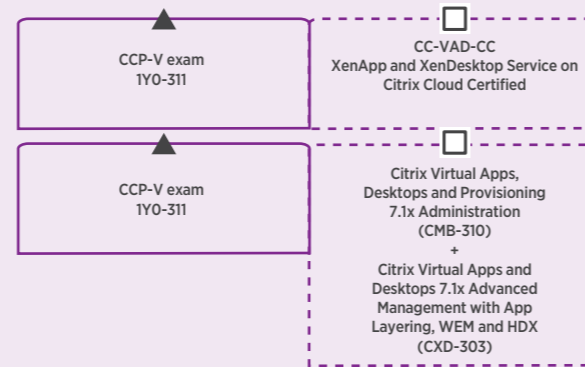 CCP-V exam
1Y0-311
CC-VAD-CC
XenApp and XenDesktop Service on
Citrix Cloud Certified
CCP-V exam
1Y0-311
Citrix Virtual Apps,
Desktops and Provisioning
7.1x Administration
(CMB-310)
+
Citrix Virtual Apps and
Desktops 7.1x Advanced
Management with App
Layering, WEM and HDX
(CXD-303)